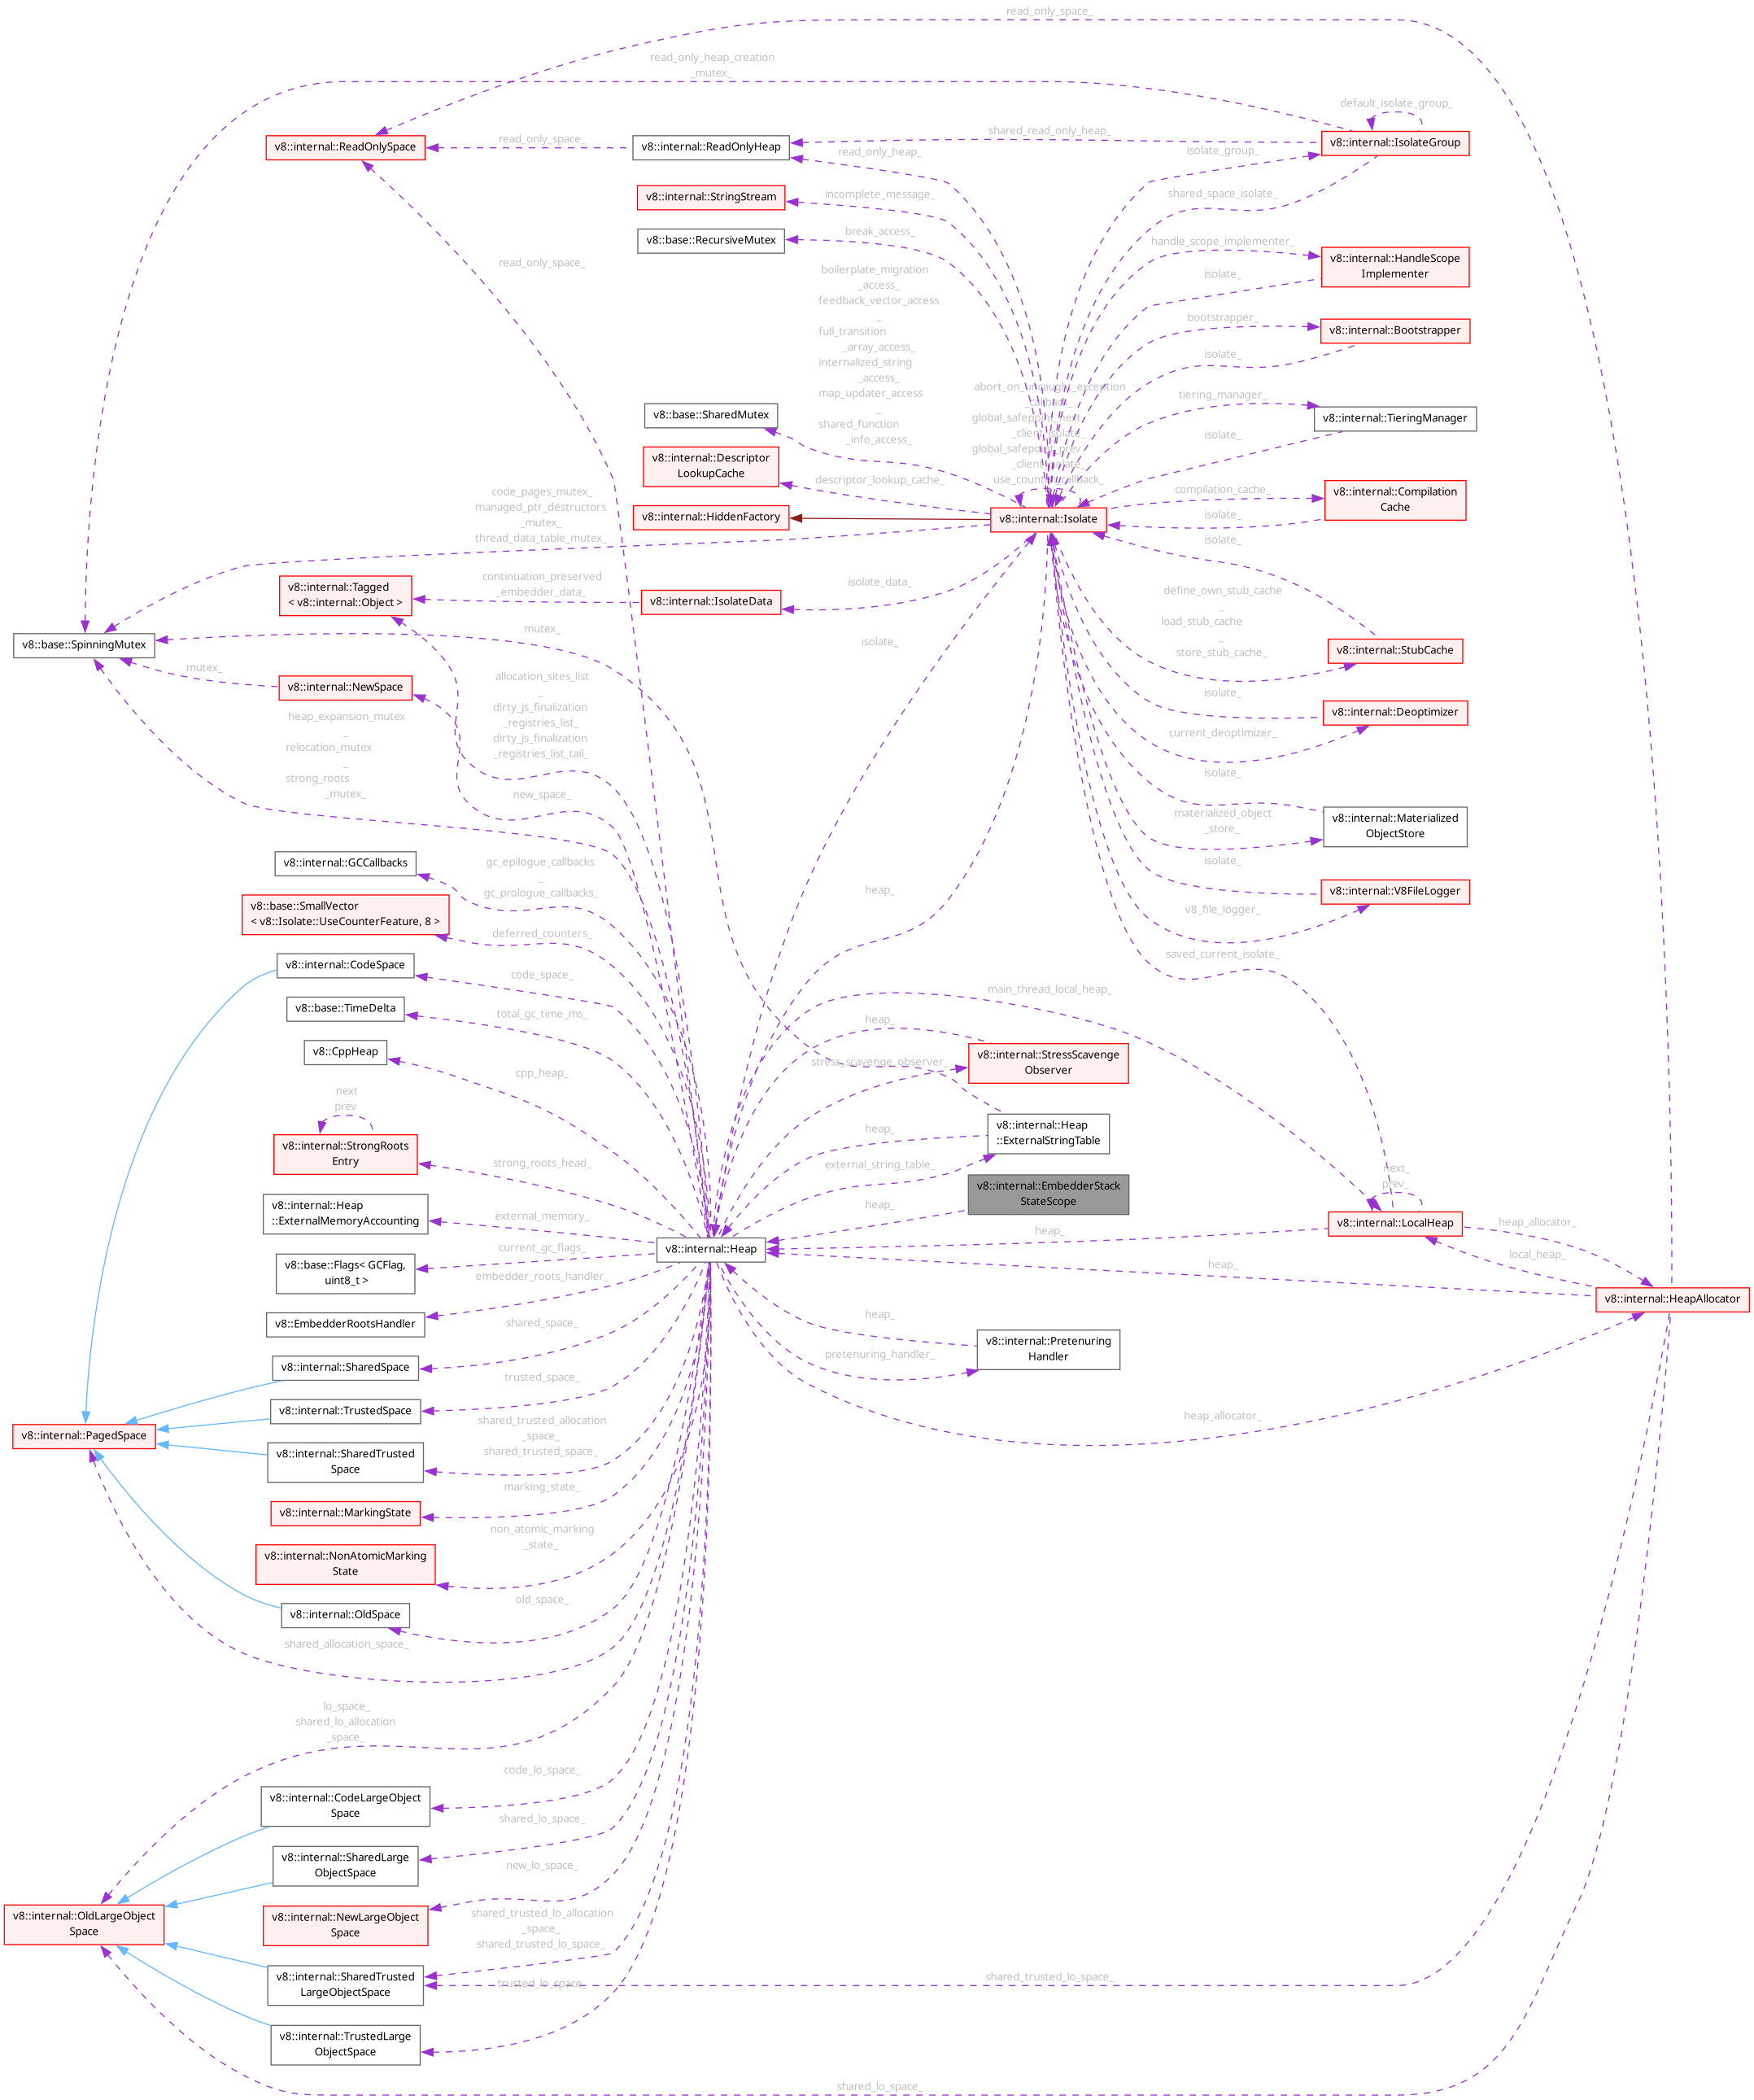 read_only_space_
read_only_heap_creation
_mutex_
default_isolate_group_
shared_read_only_heap_
v8::internal::ReadOnlySpace
read_only_space_
v8::internal::ReadOnlyHeap
read_only_heap_
isolate_group_
v8::internal::IsolateGroup
incomplete_message_
shared_space_isolate_
v8::internal::StringStream
break_access_
v8::base::RecursiveMutex
handle_scope_implementer_
v8::internal::HandleScope
Implementer
read_only_space_
isolate_
boilerplate_migration
_access_
feedback_vector_access
_
full_transition
_array_access_
internalized_string
_access_
map_updater_access
_
shared_function
_info_access_
bootstrapper_
v8::internal::Bootstrapper
isolate_
abort_on_uncaught_exception
_callback_
global_safepoint_next
_client_isolate_
global_safepoint_prev
_client_isolate_
use_counter_callback_
tiering_manager_
v8::base::SharedMutex
v8::internal::TieringManager
isolate_
v8::internal::Descriptor
LookupCache
descriptor_lookup_cache_
compilation_cache_
v8::internal::Compilation
Cache
code_pages_mutex_
managed_ptr_destructors
_mutex_
thread_data_table_mutex_
v8::internal::HiddenFactory
v8::internal::Isolate
isolate_
isolate_
v8::internal::Tagged
< v8::internal::Object >
continuation_preserved
_embedder_data_
v8::internal::IsolateData
isolate_data_
define_own_stub_cache
_
load_stub_cache
_
store_stub_cache_
v8::base::SpinningMutex
mutex_
isolate_
v8::internal::StubCache
mutex_
v8::internal::NewSpace
allocation_sites_list
_
dirty_js_finalization
_registries_list_
dirty_js_finalization
_registries_list_tail_
isolate_
v8::internal::Deoptimizer
heap_expansion_mutex
_
relocation_mutex
_
strong_roots
_mutex_
current_deoptimizer_
new_space_
isolate_
materialized_object
_store_
v8::internal::Materialized
ObjectStore
v8::internal::GCCallbacks
gc_epilogue_callbacks
_
gc_prologue_callbacks_
heap_
isolate_
v8::internal::V8FileLogger
v8::base::SmallVector
< v8::Isolate::UseCounterFeature, 8 >
deferred_counters_
v8_file_logger_
v8::internal::CodeSpace
code_space_
saved_current_isolate_
v8::base::TimeDelta
total_gc_time_ms_
main_thread_local_heap_
heap_
v8::CppHeap
cpp_heap_
stress_scavenge_observer_
v8::internal::StressScavenge
Observer
next
prev
v8::internal::StrongRoots
Entry
strong_roots_head_
heap_
v8::internal::Heap
::ExternalStringTable
external_string_table_
v8::internal::EmbedderStack
StateScope
next_
prev_
v8::internal::Heap
::ExternalMemoryAccounting
external_memory_
heap_
v8::internal::LocalHeap
heap_allocator_
v8::internal::Heap
heap_
local_heap_
v8::base::Flags< GCFlag,
uint8_t >
current_gc_flags_
heap_
embedder_roots_handler_
v8::internal::HeapAllocator
v8::EmbedderRootsHandler
shared_space_
heap_
v8::internal::Pretenuring
Handler
pretenuring_handler_
v8::internal::SharedSpace
trusted_space_
v8::internal::TrustedSpace
heap_allocator_
v8::internal::PagedSpace
shared_trusted_allocation
_space_
shared_trusted_space_
v8::internal::SharedTrusted
Space
marking_state_
v8::internal::MarkingState
non_atomic_marking
_state_
v8::internal::NonAtomicMarking
State
old_space_
v8::internal::OldSpace
shared_allocation_space_
lo_space_
shared_lo_allocation
_space_
code_lo_space_
v8::internal::CodeLargeObject
Space
shared_lo_space_
v8::internal::SharedLarge
ObjectSpace
new_lo_space_
v8::internal::OldLargeObject
Space
v8::internal::NewLargeObject
Space
shared_trusted_lo_allocation
_space_
shared_trusted_lo_space_
v8::internal::SharedTrusted
LargeObjectSpace
trusted_lo_space_
shared_trusted_lo_space_
v8::internal::TrustedLarge
ObjectSpace
shared_lo_space_